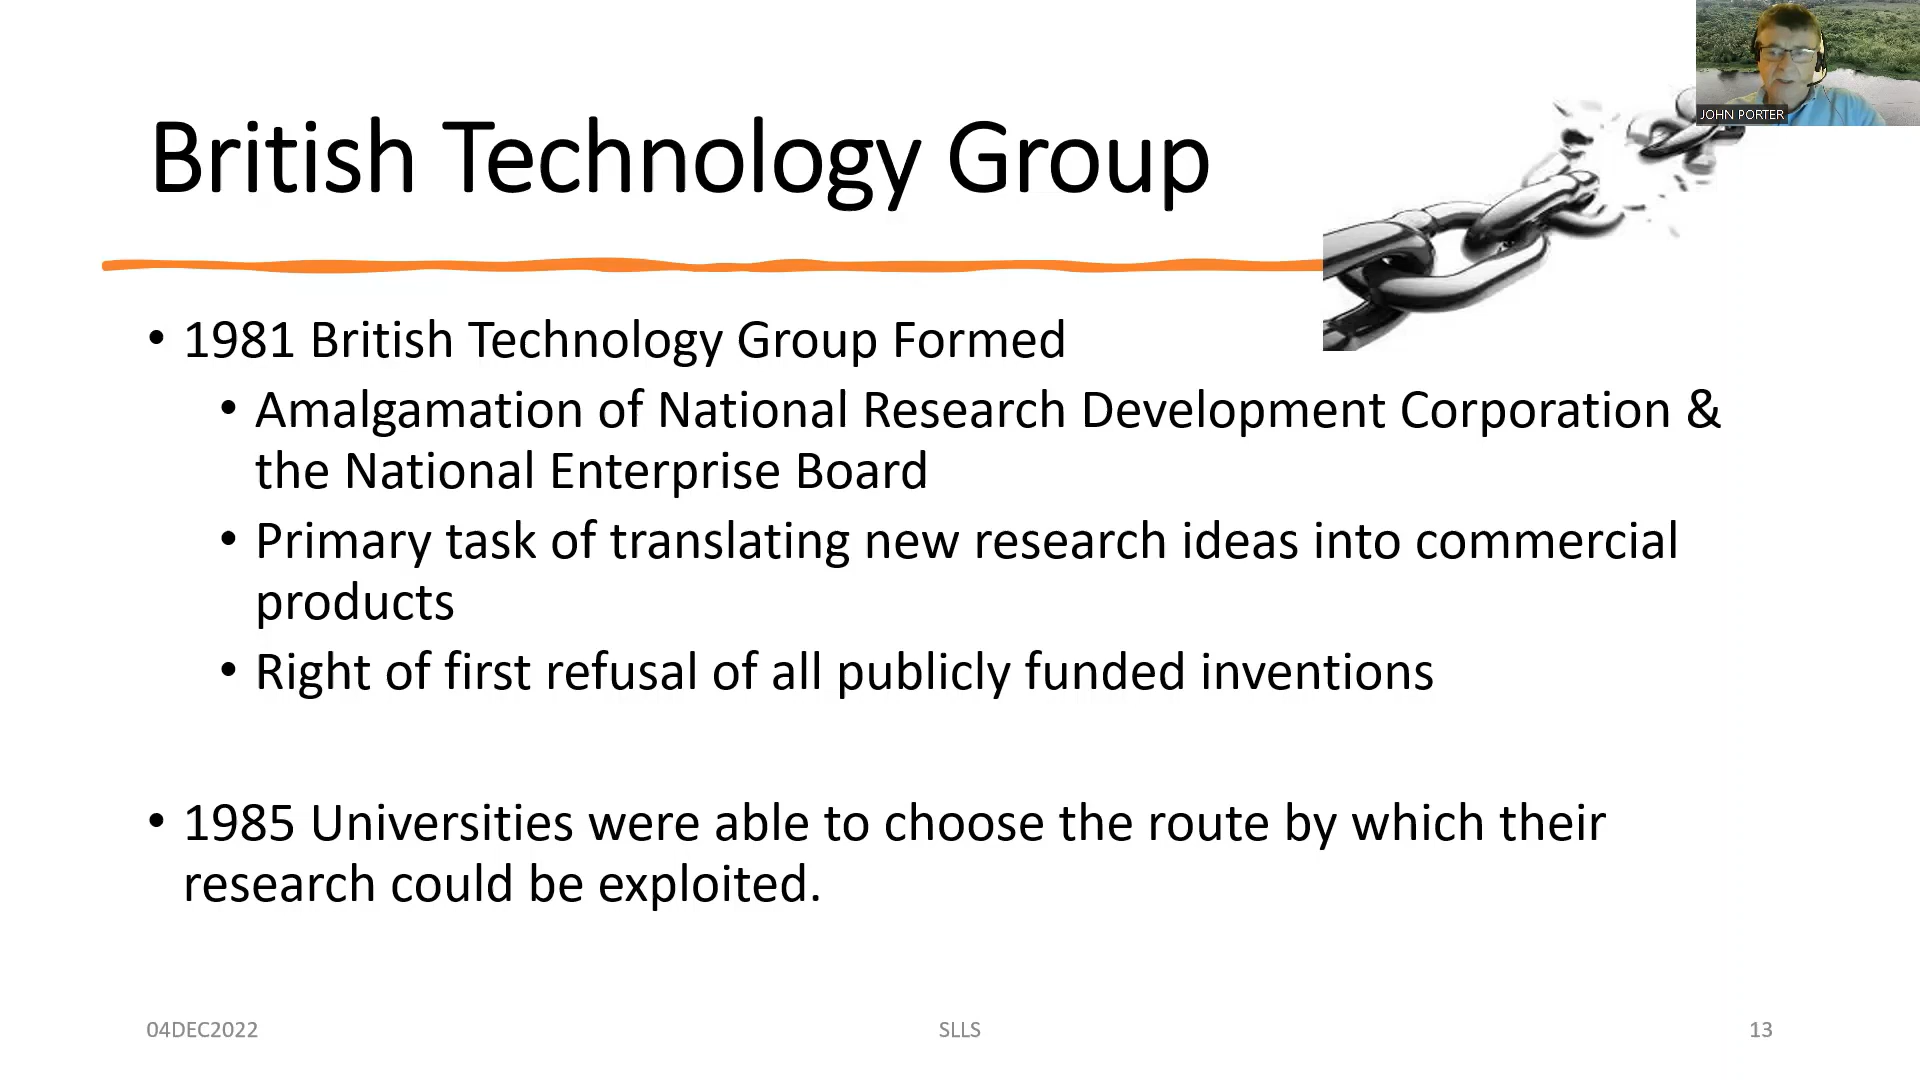 JOHN PORTER
British Technology Group
• 1981 British Technology Group Formed
• Amalgamation of National Research Development Corporation &
the National Enterprise Board
• Primary task of translating new research ideas into commercial
products
• Right of first refusal of all publicly funded inventions
• 1985 Universities were able to choose the route by which their
research could be exploited.
04DEC2022
SLLS
13